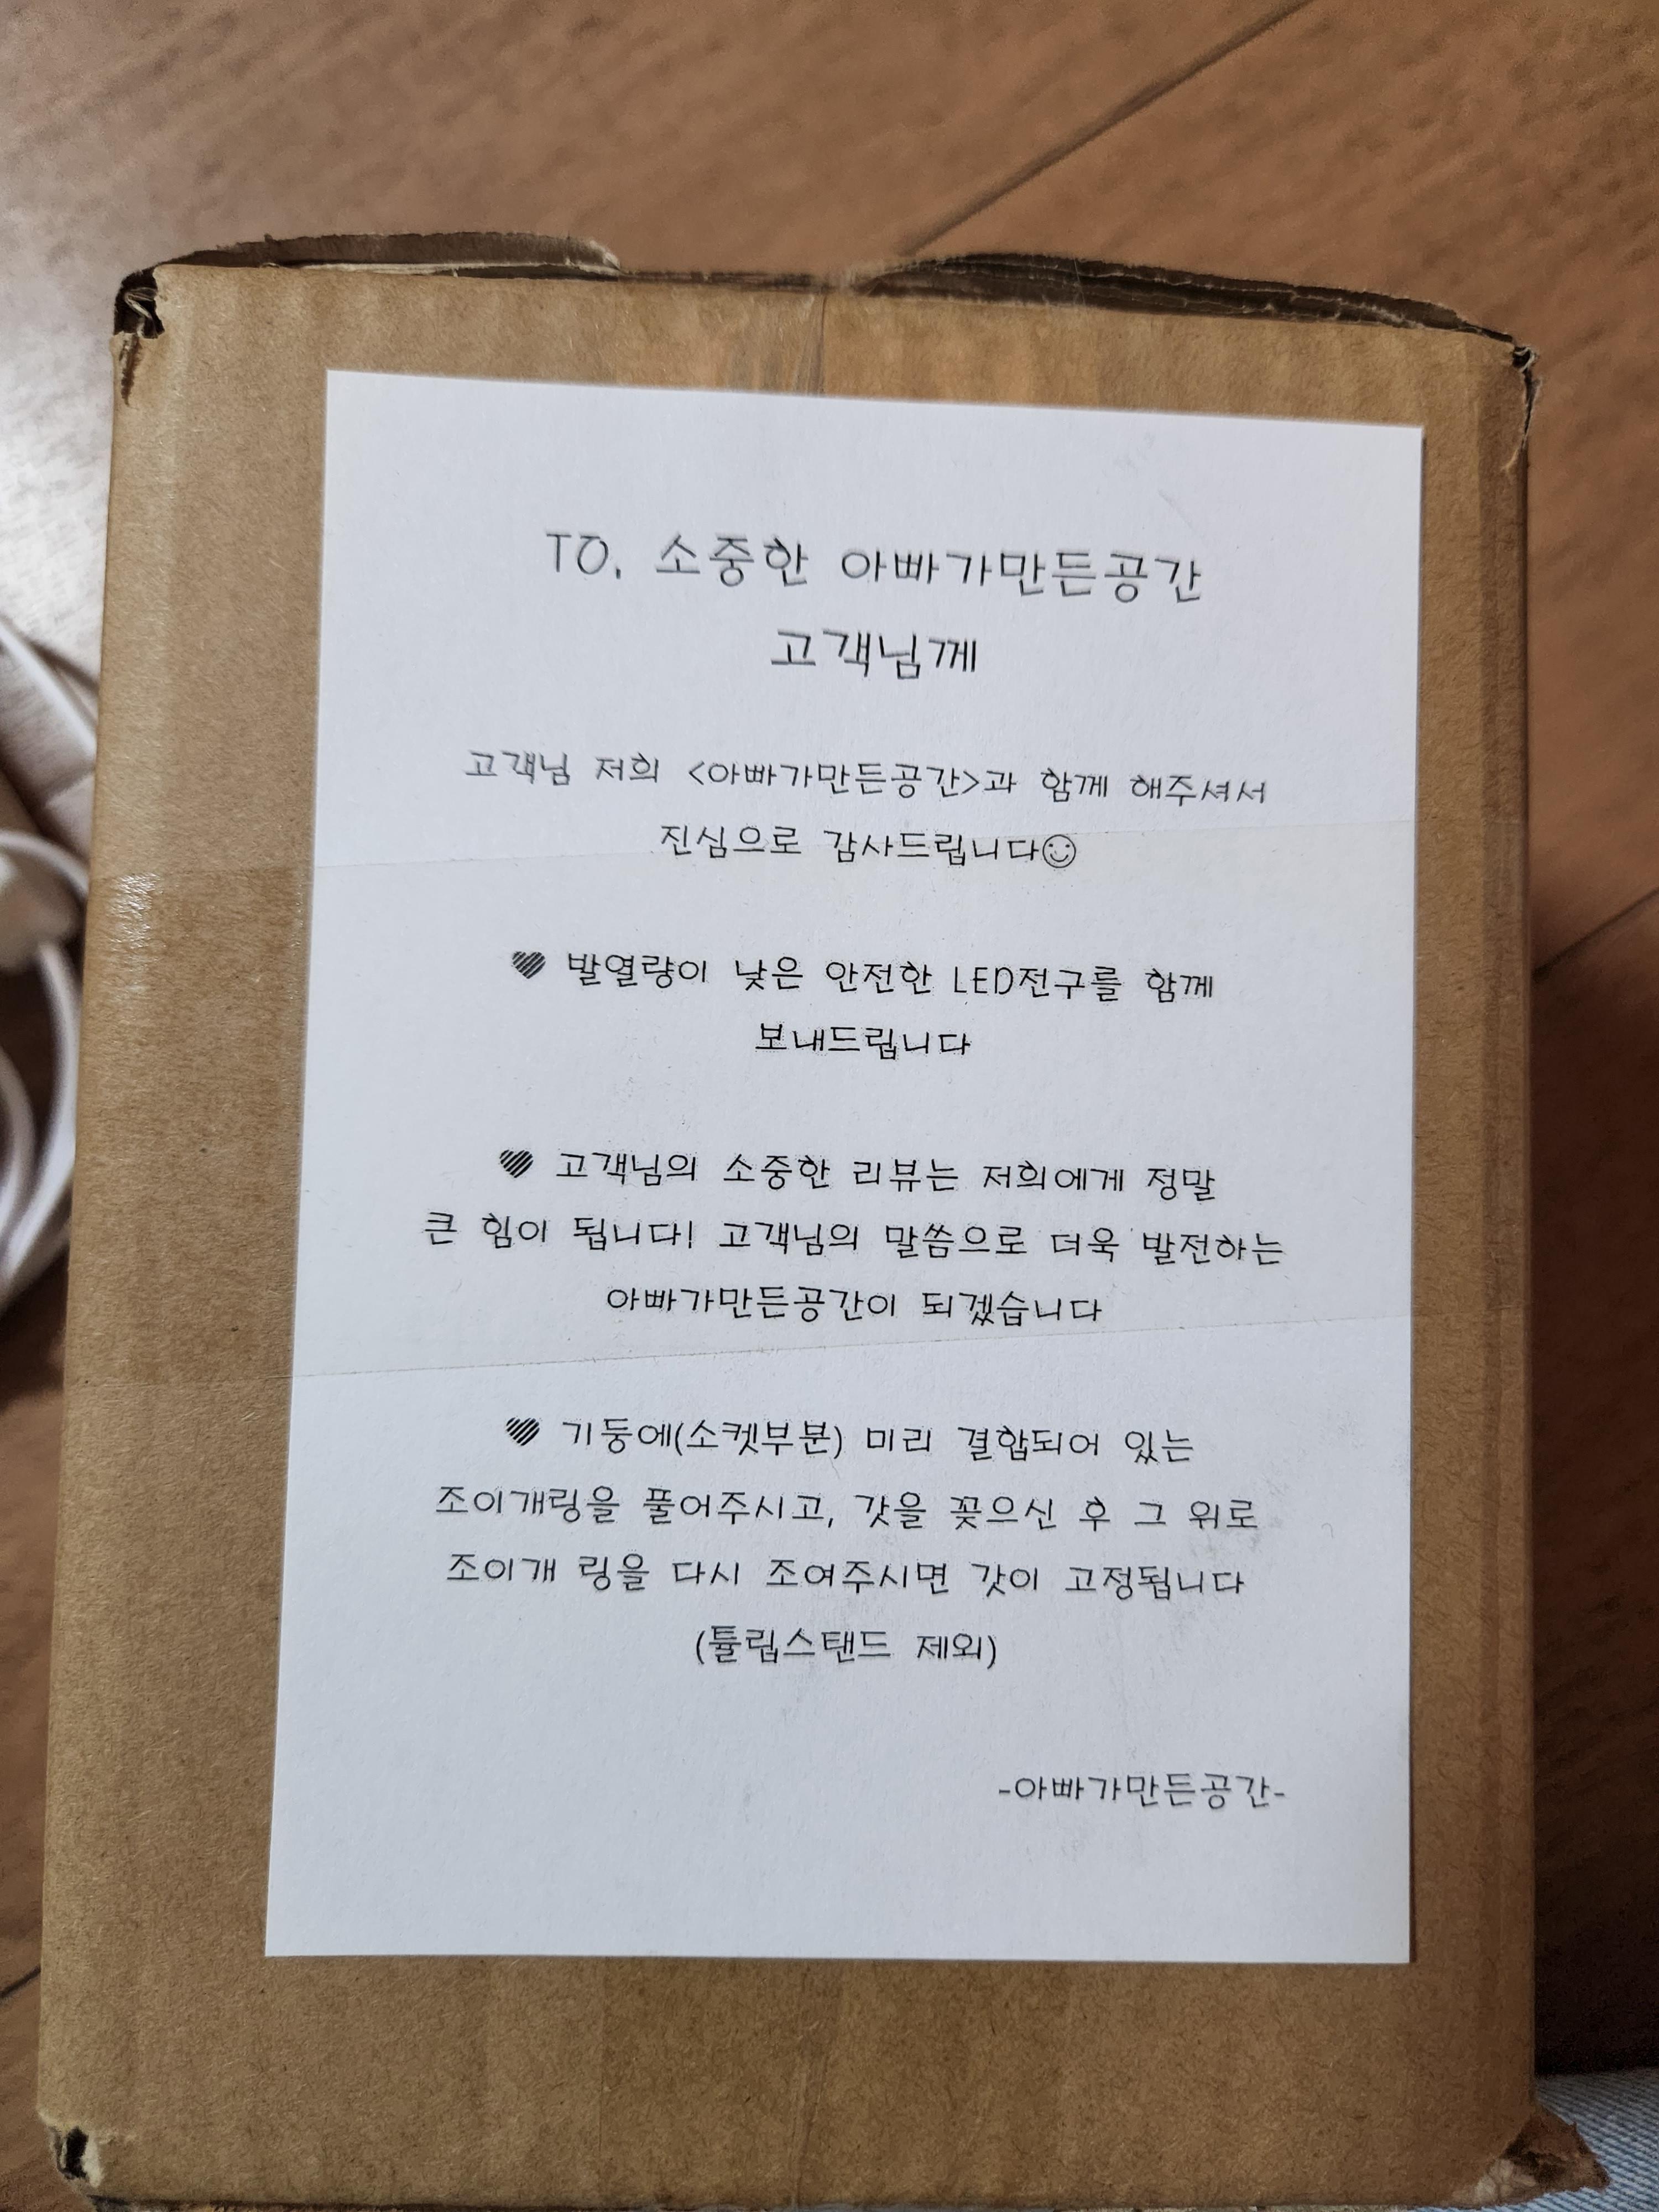 TO. 소중한 아빠가만든공간
고객님께
고객님 저희 <아빠가만든공간>과 함께 해주셔서
진심으로 감사드립니다☺
♥ 발열량이 낮은 안전한 LED전구를 함께
보내드립니다
♥ 고객님의 소중한 리뷰는 저희에게 정말
큰 힘이 됩니다! 고객님의 말씀으로 더욱 발전하는
아빠가만든공간이 되겠습니다
♥ 기둥에(소켓부분) 미리 결합되어 있는
조이개링을 풀어주시고, 갓을 꽂으신 후 그 위로
조이개 링을 다시 조여주시면 갓이 고정됩니다
(튤립스탠드 제외)
-아빠가만든공간-